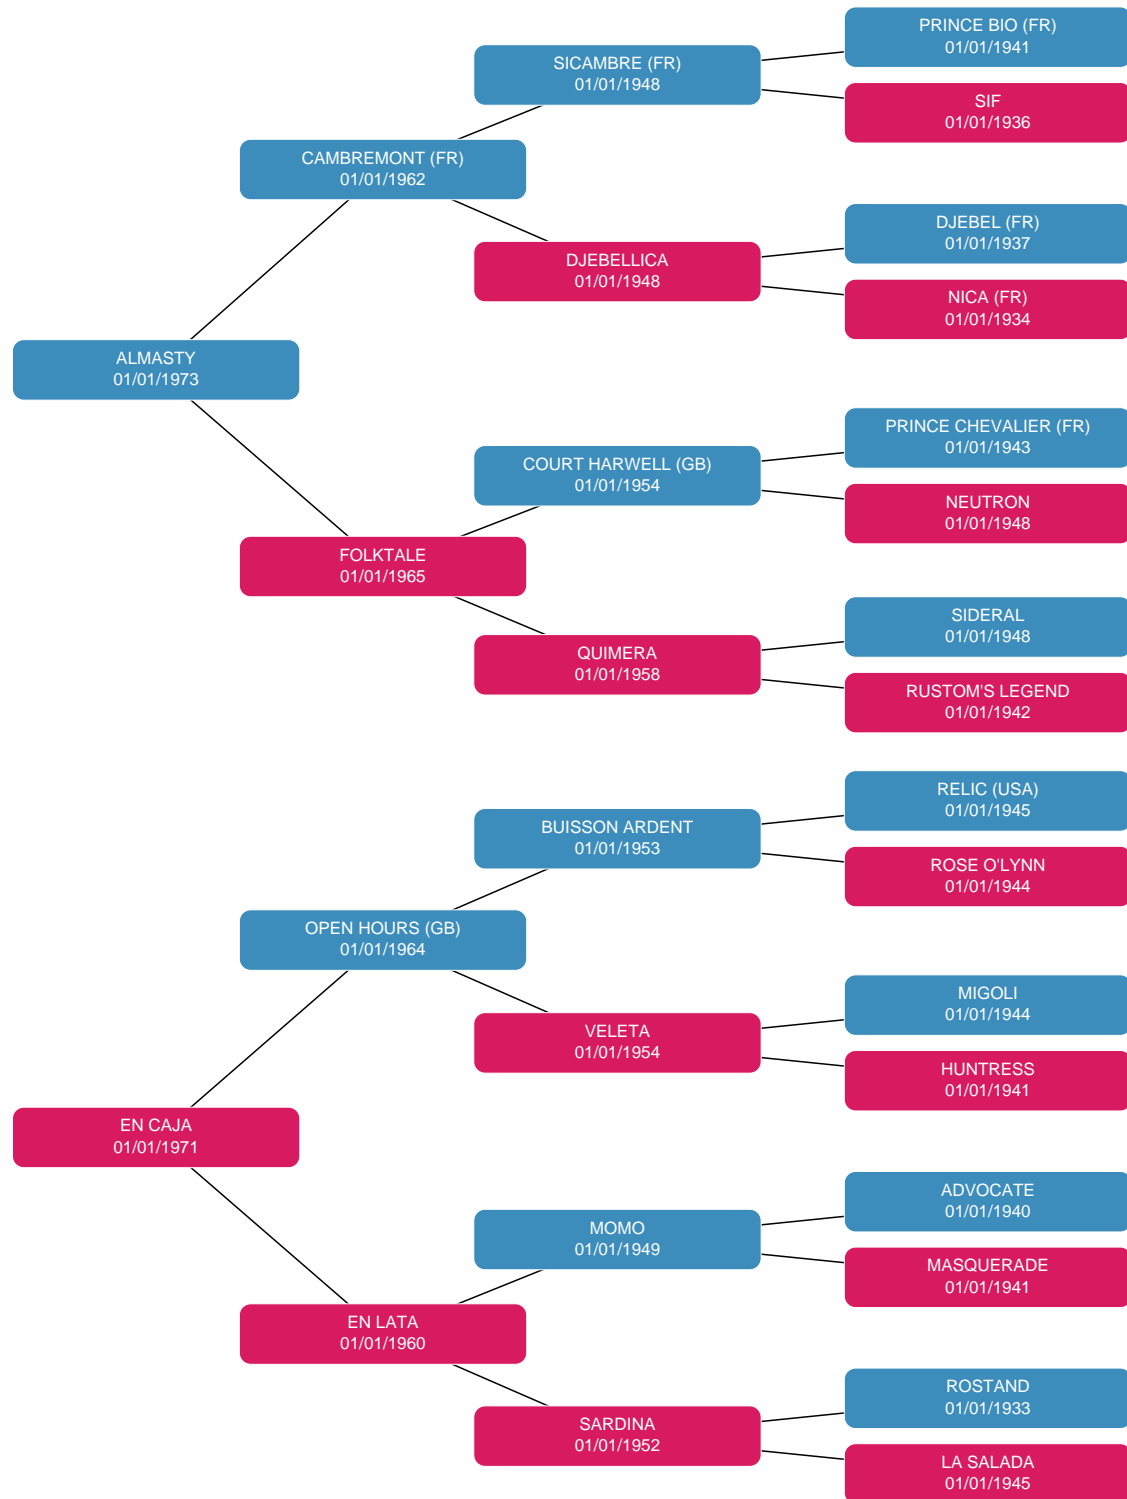 PRINCE BIO (FR)
01/01/1941
SICAMBRE (FR)
01/01/1948
SIF
01/01/1936
CAMBREMONT (FR)
01/01/1962
DJEBEL (FR)
01/01/1937
DJEBELLICA
01/01/1948
NICA (FR)
01/01/1934
ALMASTY
01/01/1973
PRINCE CHEVALIER (FR)
01/01/1943
COURT HARWELL (GB)
01/01/1954
NEUTRON
01/01/1948
FOLKTALE
01/01/1965
SIDERAL
01/01/1948
QUIMERA
01/01/1958
RUSTOM'S LEGEND
01/01/1942
RELIC (USA)
01/01/1945
BUISSON ARDENT
01/01/1953
ROSE O'LYNN
01/01/1944
OPEN HOURS (GB)
01/01/1964
MIGOLI
01/01/1944
VELETA
01/01/1954
HUNTRESS
01/01/1941
EN CAJA
01/01/1971
ADVOCATE
01/01/1940
MOMO
01/01/1949
MASQUERADE
01/01/1941
EN LATA
01/01/1960
ROSTAND
01/01/1933
SARDINA
01/01/1952
LA SALADA
01/01/1945